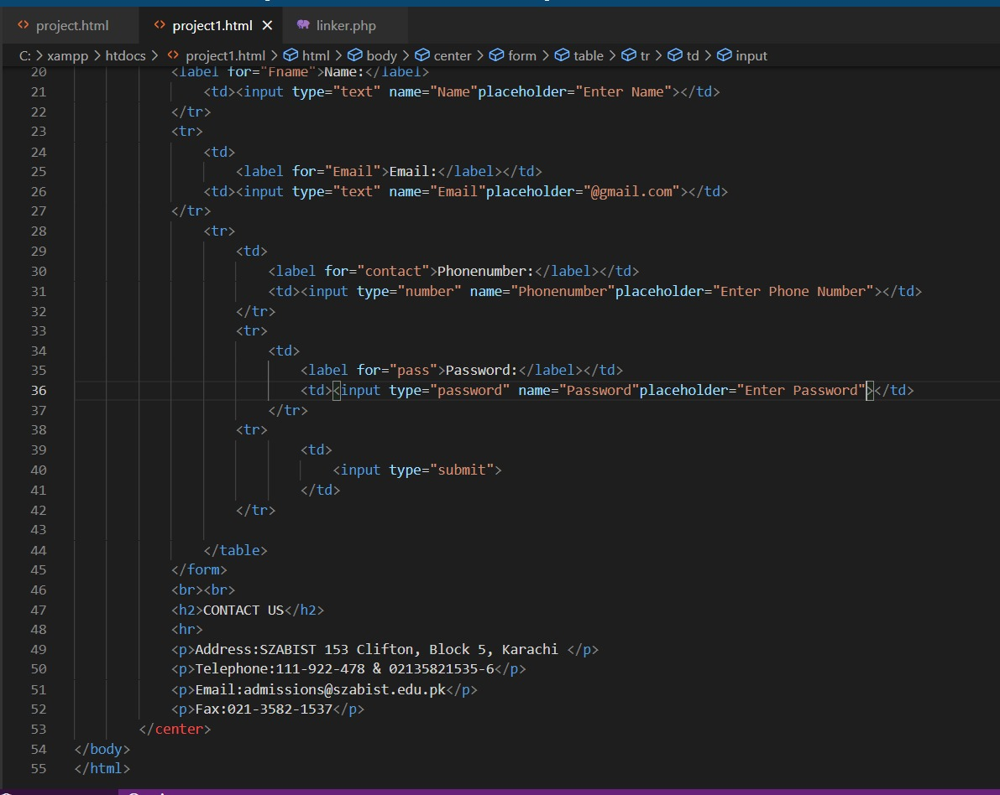 project.html project1.html linker.php
C: > xampp > htdocs > project1.html > html > body > center > form > table > tr > td > input
20 <label for="Fname">Name:</label>
21 <td><input type="text" name="Name"placeholder="Enter Name"></td>
22 </tr>
23 <tr>
24 <td>
25 <label for="Email">Email:</label></td>
26 <td><input type="text" name="Email"placeholder="@gmail.com"></td>
27 </tr>
28 <tr>
29 <td>
30 <label for="contact">Phonenumber:</label></td>
31 <td><input type="number" name="Phonenumber"placeholder="Enter Phone Number"></td>
32 </tr>
33 <tr>
34 <td>
35 <label for="pass">Password:</label></td>
36 <td><input type="password" name="Password"placeholder="Enter Password"></td>
37 </tr>
38 <tr>
39 <td>
40 <input type="submit">
41 </td>
42 </tr>
43
44 </table>
45 </form>
46 <br><br>
47 <h2>CONTACT US</h2>
48 <hr>
49 <p>Address:SZABIST 153 Clifton, Block 5, Karachi </p>
50 <p>Telephone:111-922-478 & 02135821535-6</p>
51 <p>Email:admissions@szabist.edu.pk</p>
52 <p>Fax:021-3582-1537</p>
53 </center>
54 </body>
55 </html>